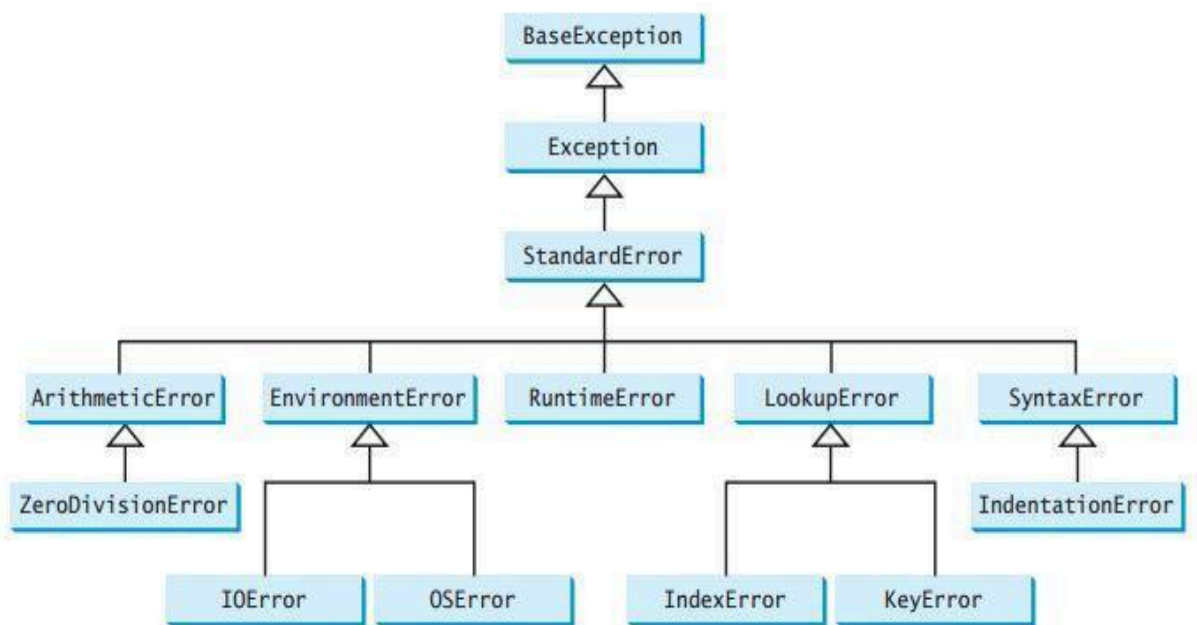 BaseException
Exception
StandardError
ArithmeticError EnvironmentError RuntimeError LookupError SyntaxError
ZeroDivisionError IndentationError
IOError OSError IndexError KeyError